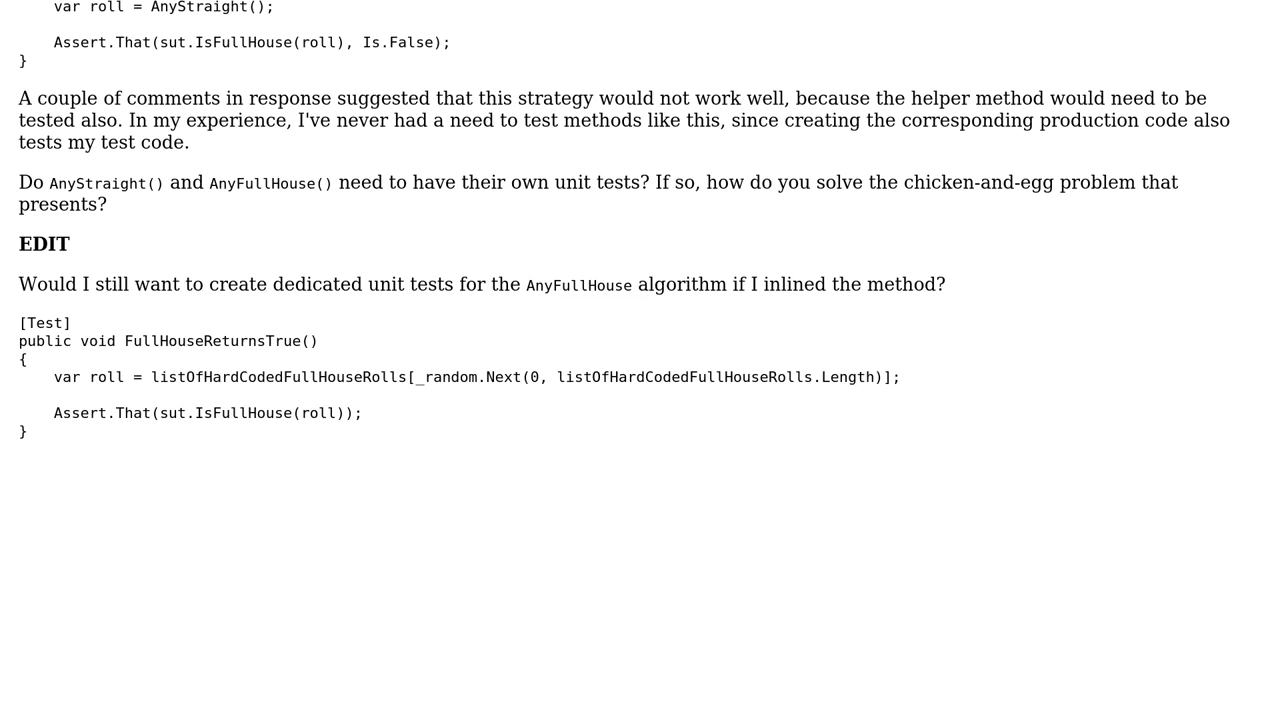 var roll = AnyStraight();
    Assert.That(sut.IsFullHouse(roll), Is.False);
}
A couple of comments in response suggested that this strategy would not work well, because the helper method would need to be
tested also. In my experience, I've never had a need to test methods like this, since creating the corresponding production code also
tests my test code.
Do AnyStraight() and AnyFullHouse() need to have their own unit tests? If so, how do you solve the chicken-and-egg problem that
presents?
EDIT
Would I still want to create dedicated unit tests for the AnyFullHouse algorithm if I inlined the method?
[Test]
public void FullHouseReturnsTrue()
{
    var roll = listOfHardCodedFullHouseRolls[_random.Next(0, listOfHardCodedFullHouseRolls.Length)];
    Assert.That(sut.IsFullHouse(roll));
}